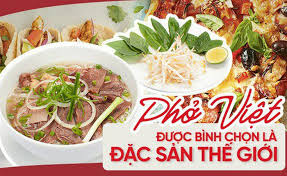 Phở Việt
ĐƯỢC BÌNH CHỌN LÀ
ĐẶC SẢN THẾ GIỚI